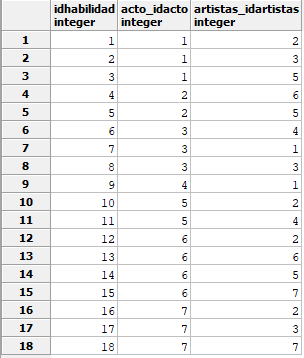 idhabilidad acto_idacto artistas_idartistas
integer integer integer
1 1 1 2
2 2 1 3
3 3 1 5
4 4 2 6
5 5 2 5
6 6 3 4
7 7 3 1
8 8 3 3
9 9 4 1
10 10 5 2
11 11 5 4
12 12 6 2
13 13 6 6
14 14 6 5
15 15 6 7
16 16 7 2
17 17 7 3
18 18 7 7